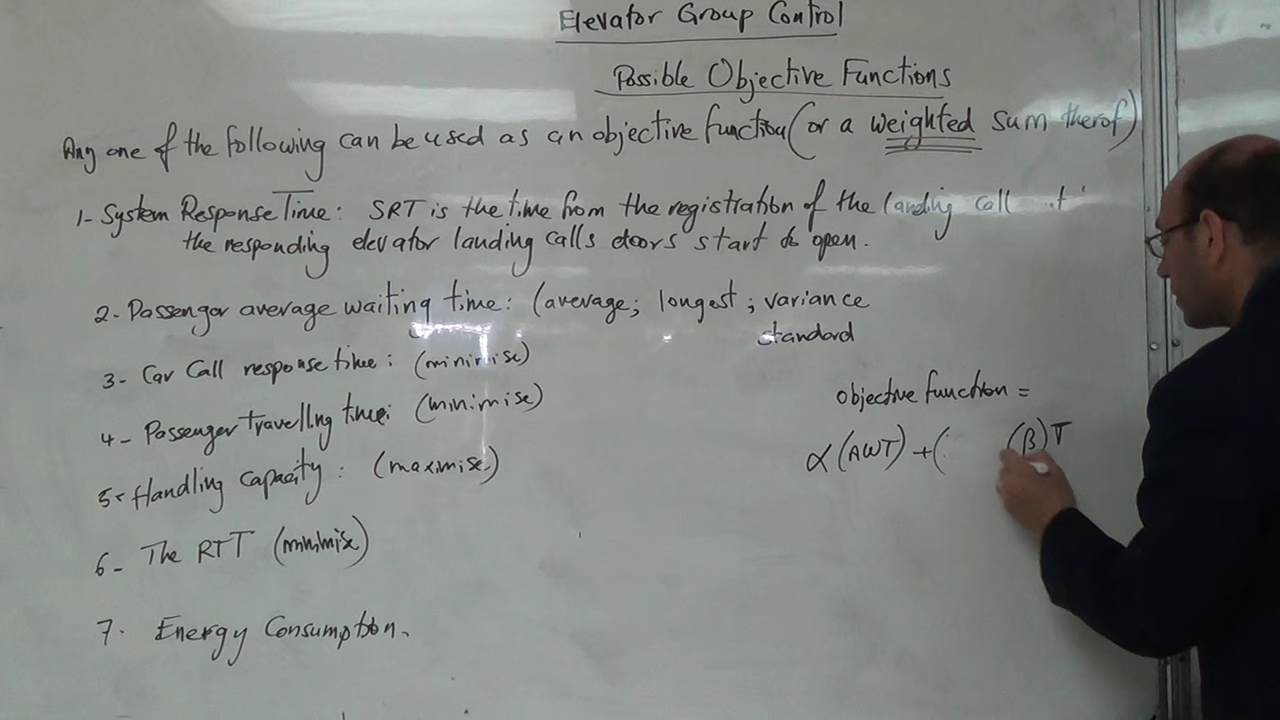 Elevator Group Control
Possible Objective Functions
Any one of the following can be used as an objective function (or a weighted sum therof)
1- System Response Time: SRT is the time from the registration of the landing call
the responding elevator landing calls doors start to open.
2- Passenger average waiting time: (average; longest; variance
standard
3- Car Call response time: (minimise)
4- Passenger travelling time: (minimise)
5- Handling Capacity: (maximise)
6- The RTT (minimise)
7. Energy Consumption.
objective function =
α (AWT) + ( (β) T